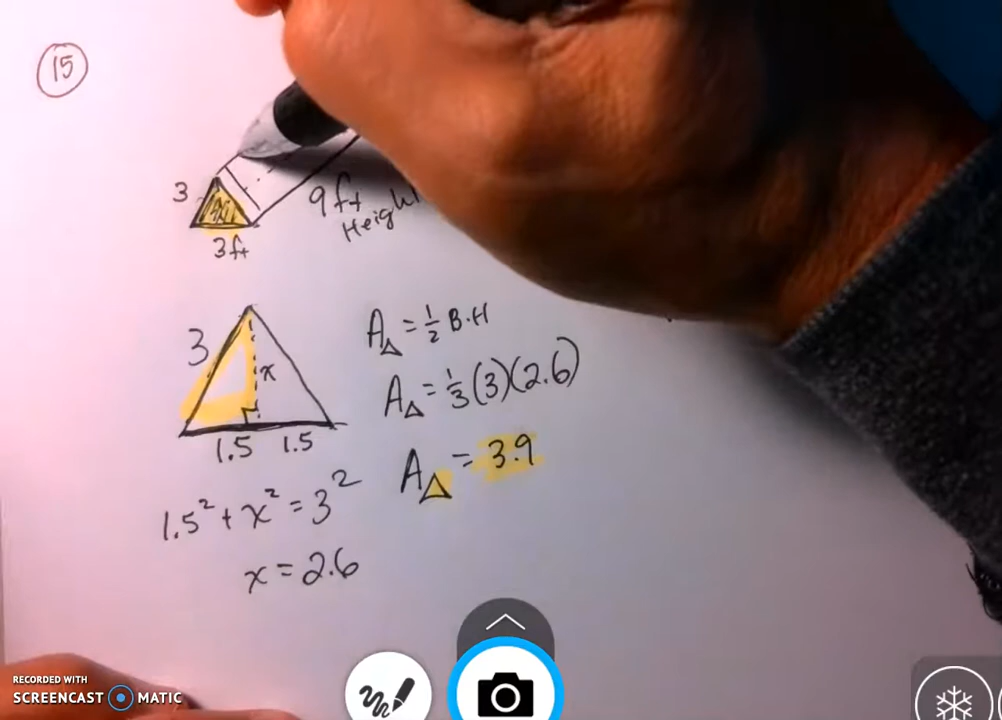 15
3
9ft
Height
3ft
3
x
1.5 1.5
A△ = 1/2 B·H
A△ = 1/3 (3)(2.6)
A△ = 3.9
1.5² + x² = 3²
x = 2.6
RECORDED WITH
SCREENCAST MATIC